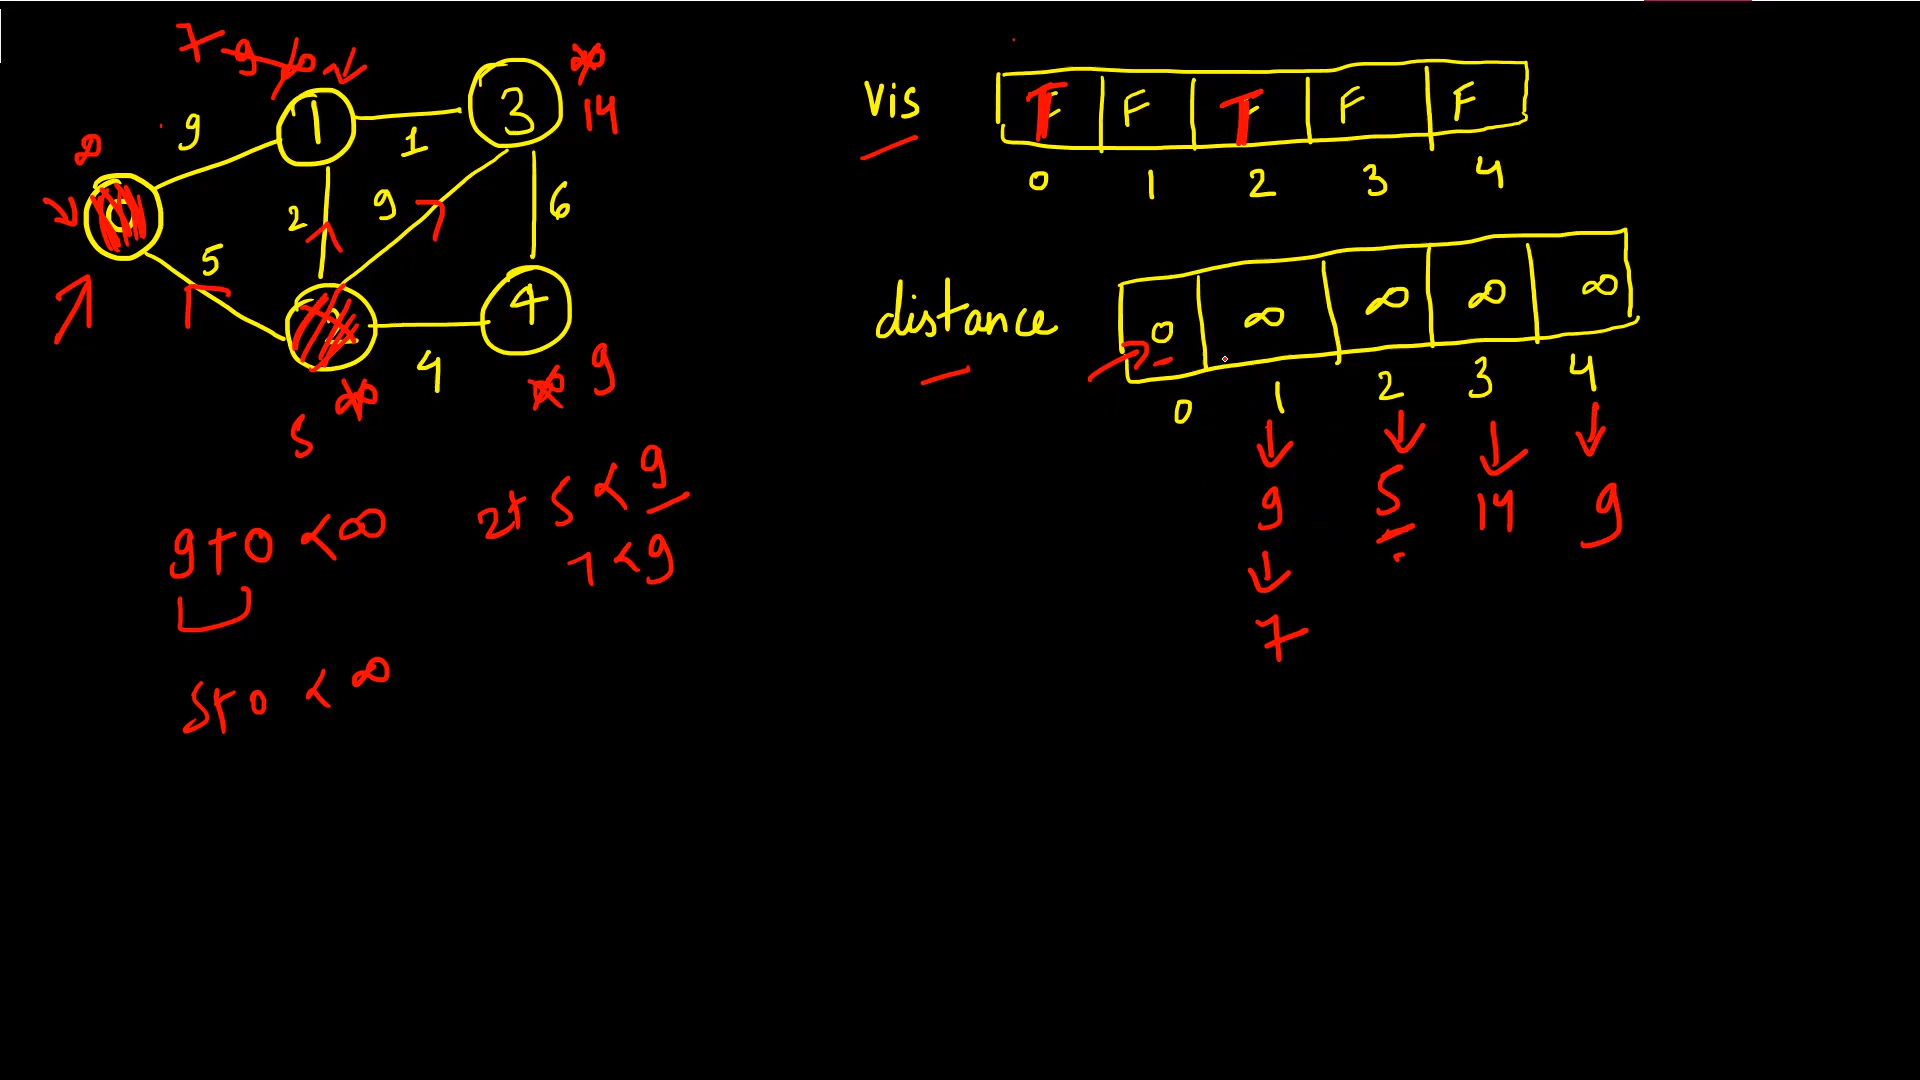 7 9 ∞
∞
14
1
3
9
1
∞
0
2
9
6
5
2
4
4
5 ∞
∞ 9
9+0 < ∞
2+ 5 < 9
7 < 9
5+0 < ∞
Vis
T F T F F
0 1 2 3 4
distance
0 ∞ ∞ ∞ ∞
0 1 2 3 4
9 5 14 9
7